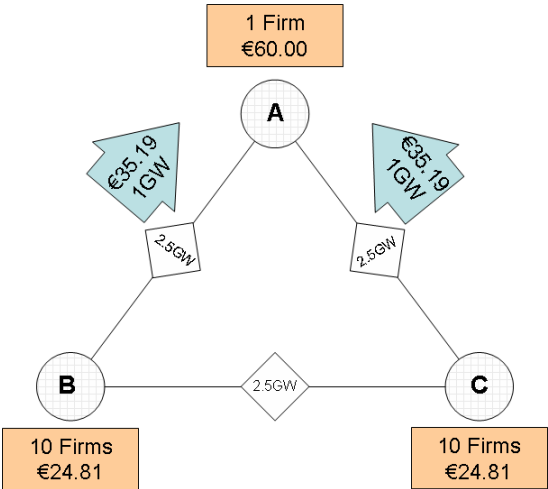 1 Firm
€60.00
A
€35.19
1GW
€35.19
1GW
2.5GW
2.5GW
B
2.5GW
C
10 Firms
€24.81
10 Firms
€24.81